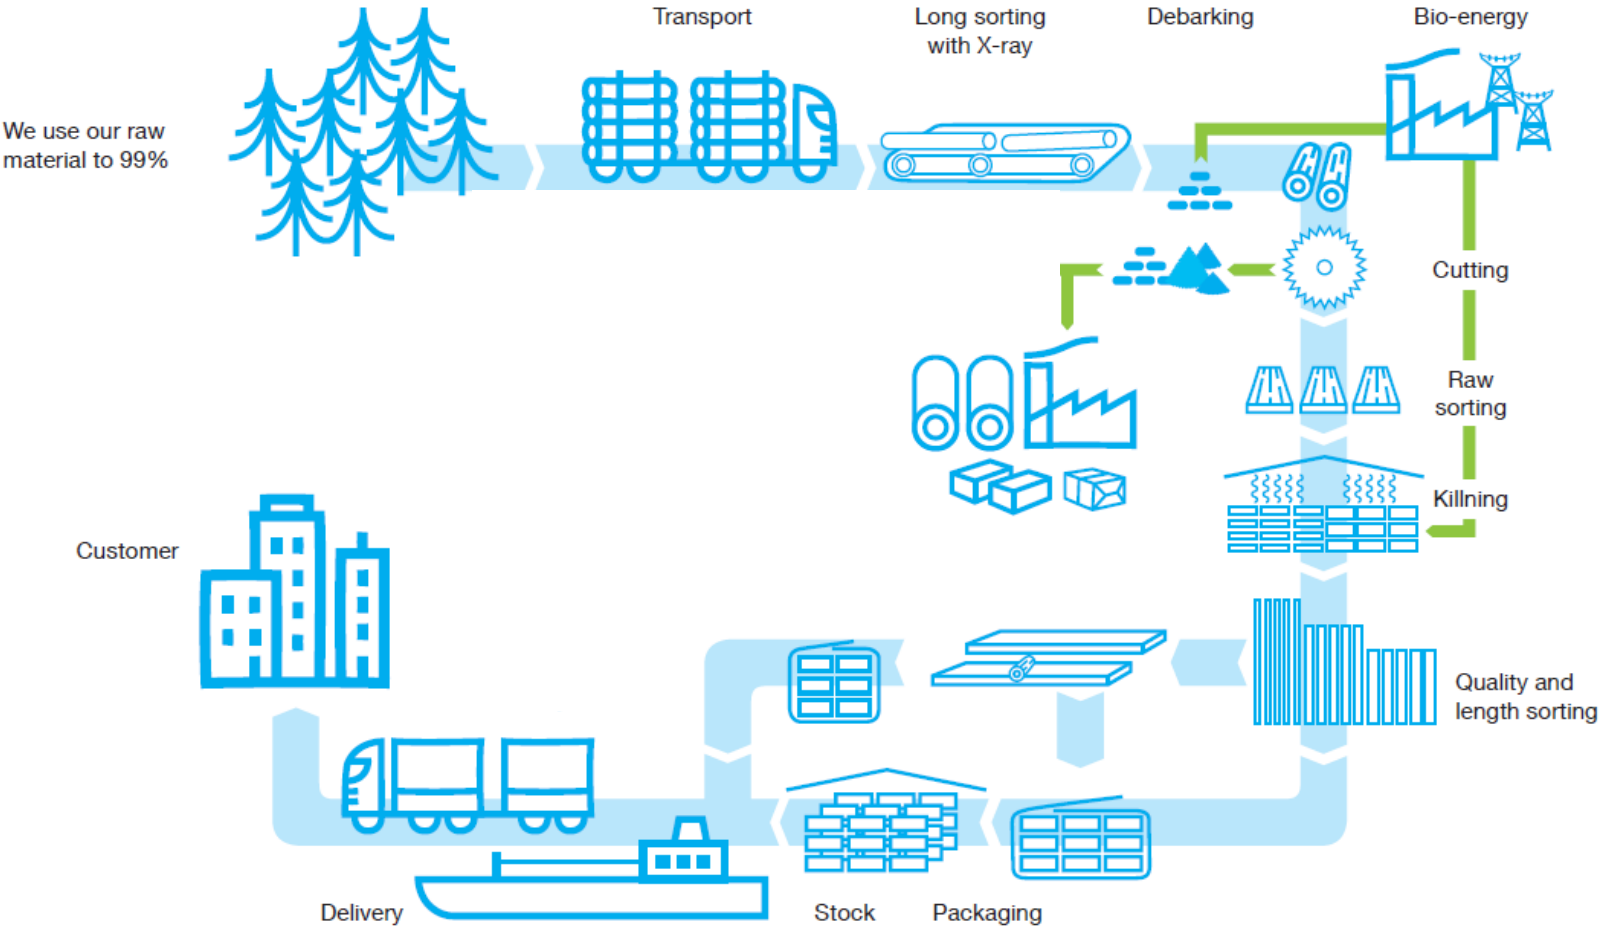 Transport
Long sorting
with X-ray
Debarking
Bio-energy
We use our raw
material to 99%
Cutting
Raw
sorting
Killning
Customer
Quality and
length sorting
Delivery
Stock
Packaging